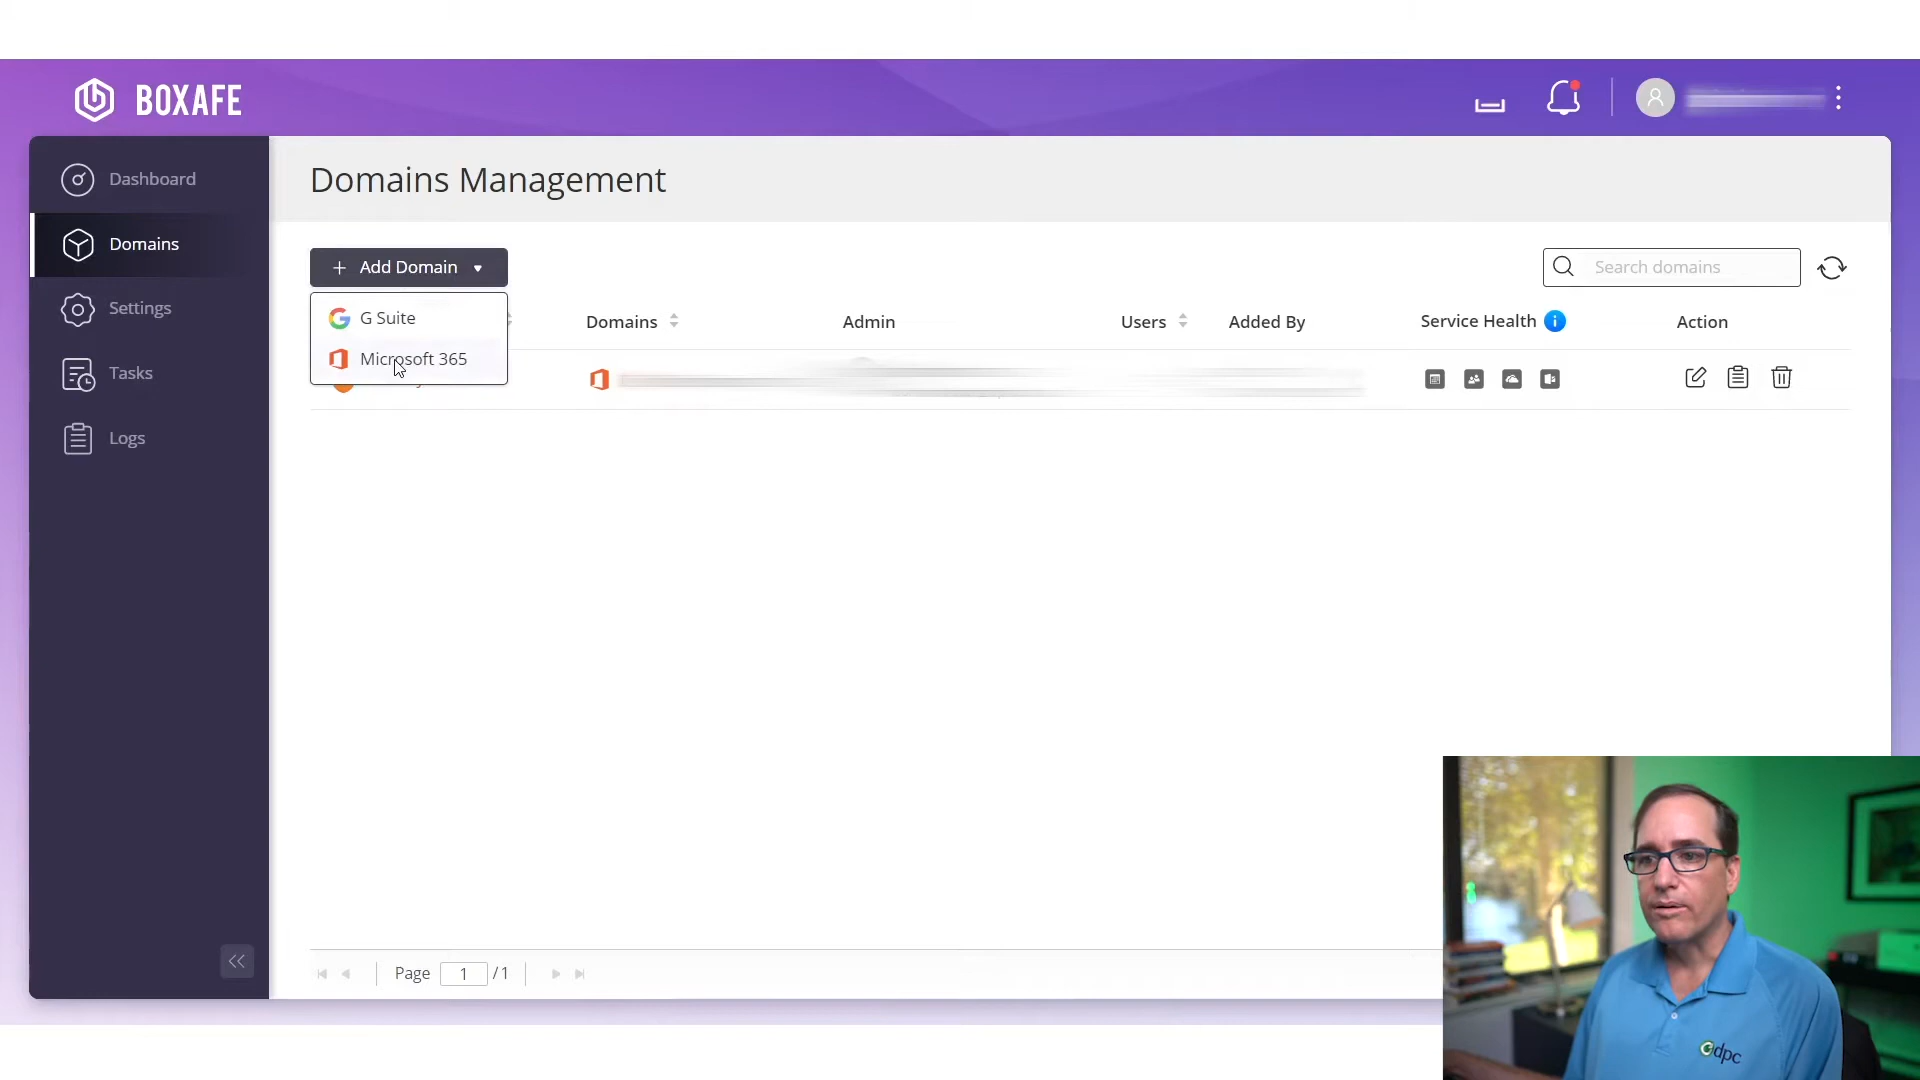 BOXAFE
Dashboard
Domains
Settings
Tasks
Logs
Domains Management
+ Add Domain
Search domains
G Suite
Microsoft 365
Domains
Admin
Users
Added By
Service Health
Action
Page 1 /1
dpc